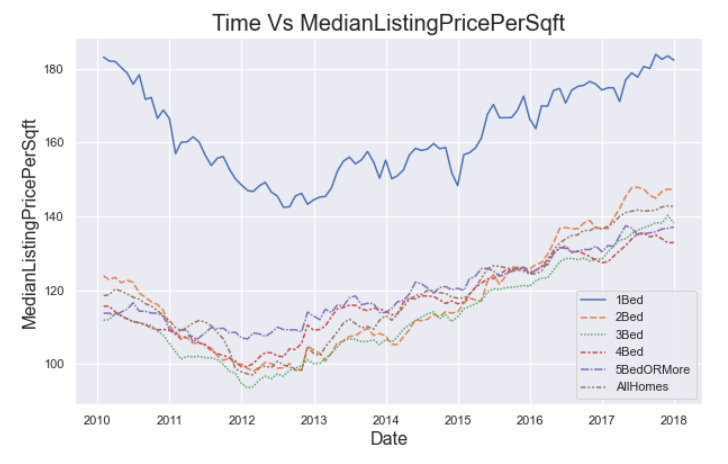 Time Vs MedianListingPricePerSqft
MedianListingPricePerSqft
180
160
140
120
100
2010 2011 2012 2013 2014 2015 2016 2017 2018
Date
1Bed
2Bed
3Bed
4Bed
5BedORMore
AllHomes